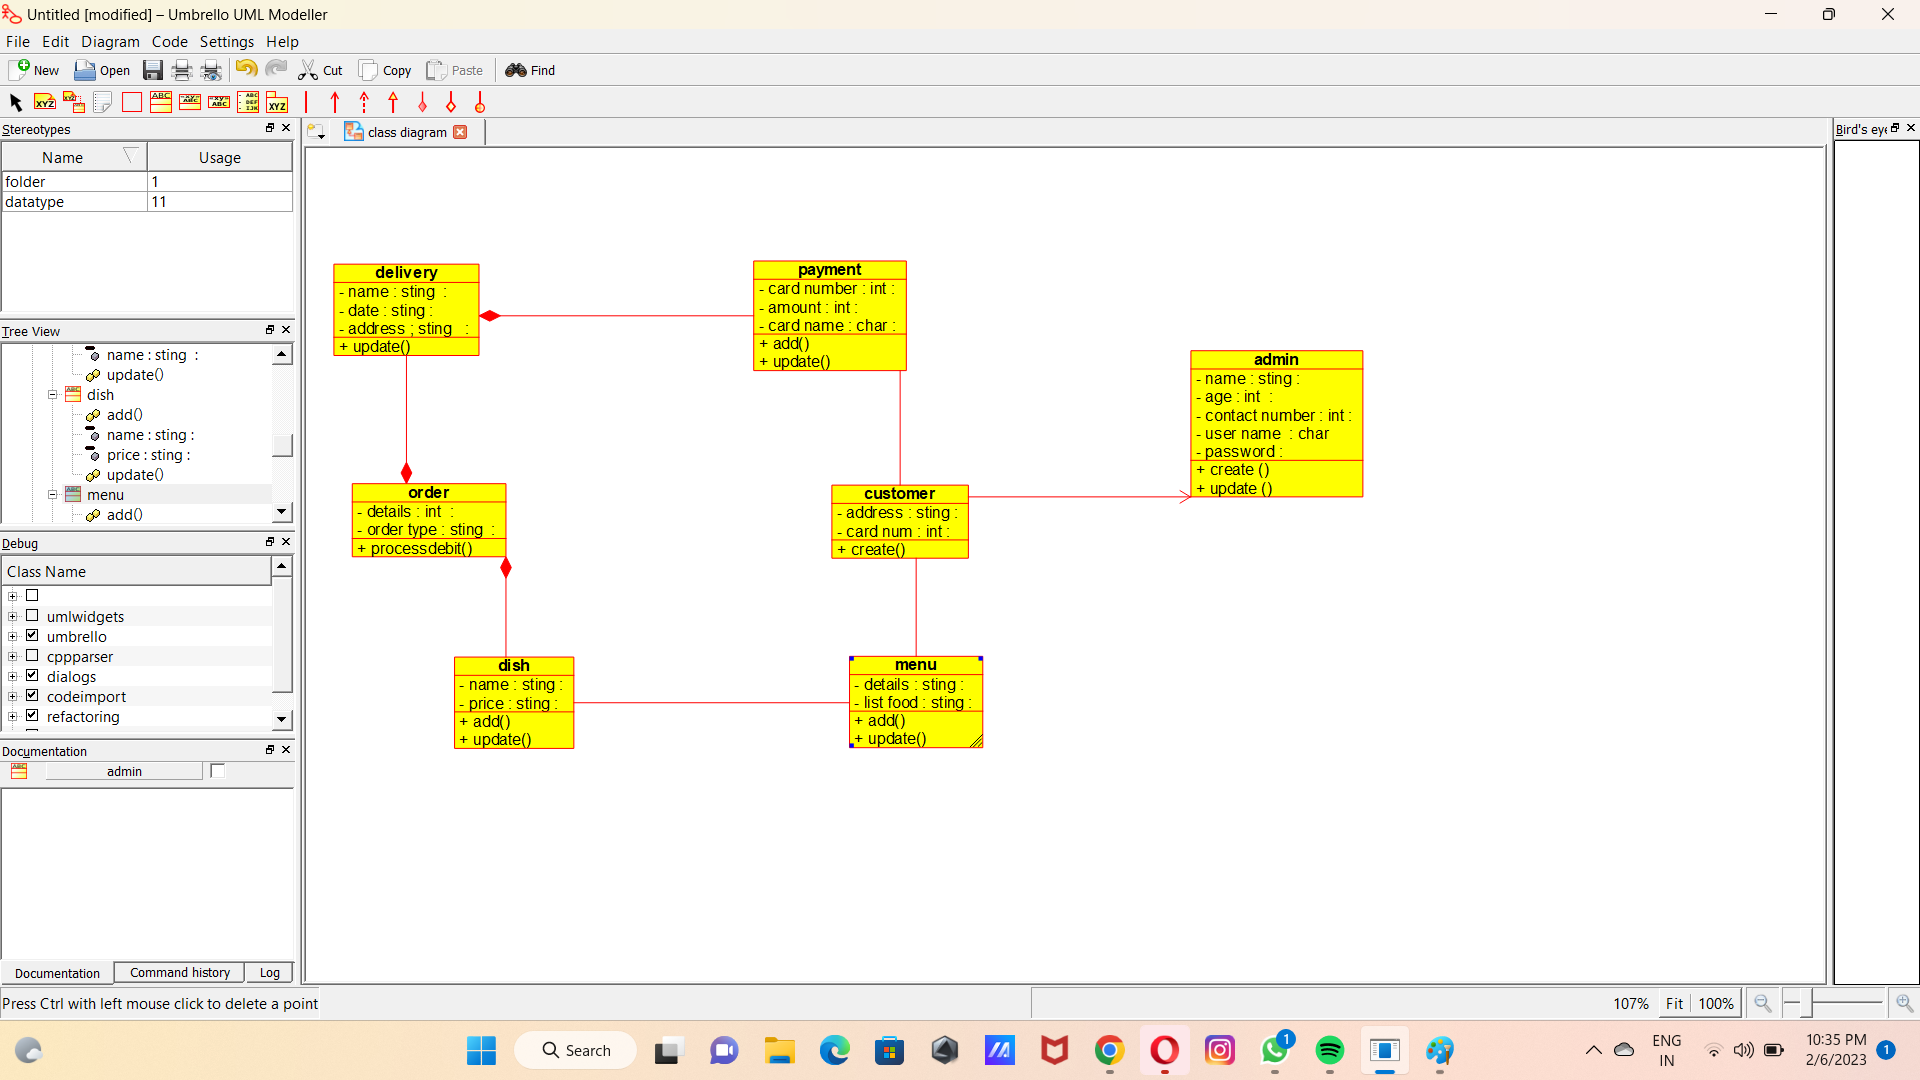 Untitled [modified] – Umbrello UML Modeller
File Edit Diagram Code Settings Help
New Open Cut Copy Paste Find
Stereotypes
Name Usage
folder 1
datatype 11
Tree View
name : sting :
update()
dish
add()
name : sting :
price : sting :
update()
menu
add()
Debug
Class Name
umlwidgets
umbrello
cppparser
dialogs
codeimport
refactoring
Documentation
admin
Documentation Command history Log
Press Ctrl with left mouse click to delete a point
class diagram
delivery
- name : sting :
- date : sting :
- address ; sting :
+ update()
payment
- card number : int :
- amount : int :
- card name : char :
+ add()
+ update()
admin
- name : sting :
- age : int :
- contact number : int :
- user name : char
- password :
+ create ()
+ update ()
order
- details : int :
- order type : sting :
+ processdebit()
customer
- address : sting :
- card num : int :
+ create()
dish
- name : sting :
- price : sting :
+ add()
+ update()
menu
- details : sting :
- list food : sting :
+ add()
+ update()
Bird's eye
107% Fit 100%
Search
1
ENG
IN
10:35 PM
2/6/2023
1